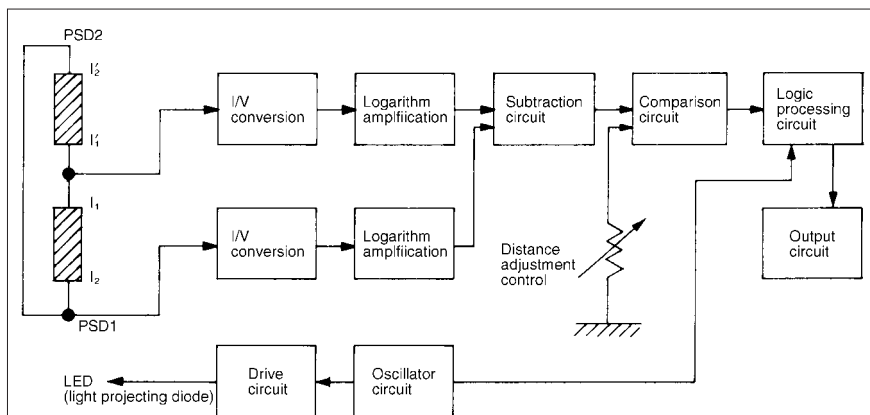 PSD2
I'2
I'1
I1
I2
PSD1
I/V
conversion
Logarithm
amplfiication
Subtraction
circuit
Comparison
circuit
Logic
processing
circuit
I/V
conversion
Logarithm
amplfiication
Distance
adjustment
control
Output
circuit
LED
(light projecting diode)
Drive
circuit
Oscillator
circuit